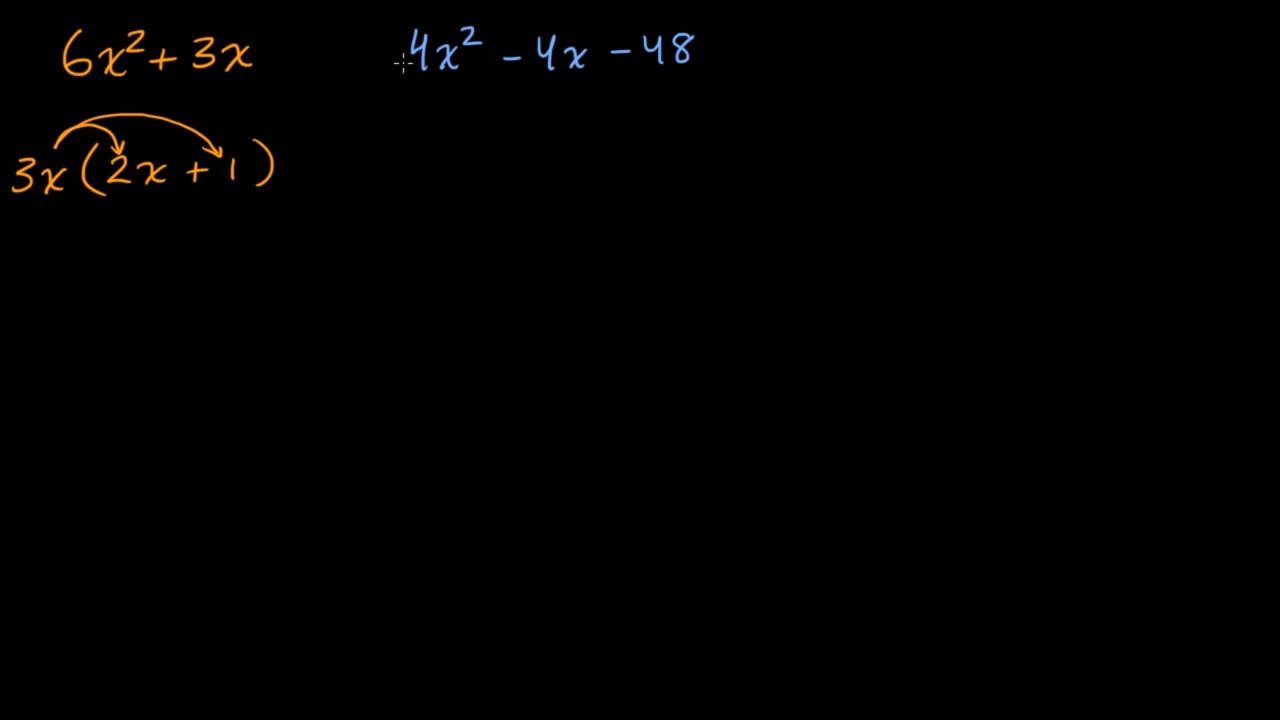 6x² + 3x
4x² - 4x - 48
3x(2x + 1)